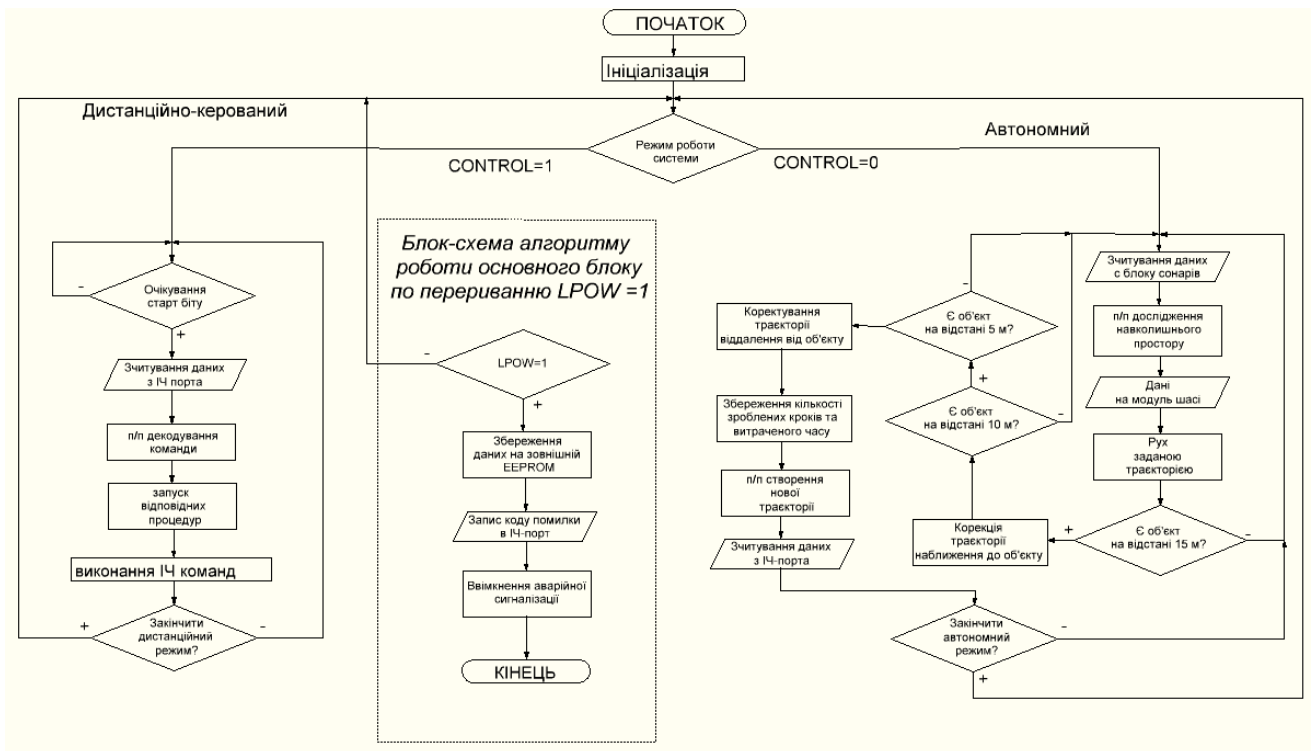 ПОЧАТОК
Ініціалізація
Дистанційно-керований
Автономний
Режим роботи
системи
CONTROL=1
CONTROL=0
Очікування
старт біту
-
+
Зчитування даних
з ІЧ порта
п/п декодування
команди
запуск
відповідних
процедур
виконання ІЧ команд
Закінчити
дистанційний
режим?
+
-
Блок-схема алгоритму
роботи основного блоку
по перериванню LPOW =1
LPOW=1
-
+
Збереження
даних на зовнішній
EEPROM
Запис коду помилки
в ІЧ-порт
Ввімкнення аварійної
сигналізації
КІНЕЦЬ
Зчитування даних
с блоку сонарів
п/п дослідження
навколишнього
простору
Дані
на модуль шасі
Рух
заданою
траєкторією
Є об'єкт
на відстані 15 м?
+
-
Корекція
траєкторії
наближення до об'єкту
Є об'єкт
на відстані 10 м?
+
-
Є об'єкт
на відстані 5 м?
-
+
Коректування
траєкторії
віддалення від об'єкту
Збереження кількості
зроблених кроків та
витраченого часу
п/п створення
нової
траєкторії
Зчитування даних
з ІЧ-порта
Закінчити
автономний
режим?
-
+